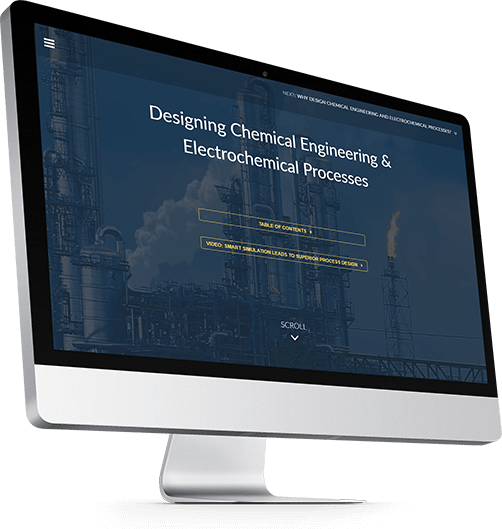 NEXT: WHY DESIGN CHEMICAL ENGINEERING AND ELECTROCHEMICAL PROCESSES?
Designing Chemical Engineering &
Electrochemical Processes
TABLE OF CONTENTS
VIDEO: SMART SIMULATION LEADS TO SUPERIOR PROCESS DESIGN
SCROLL